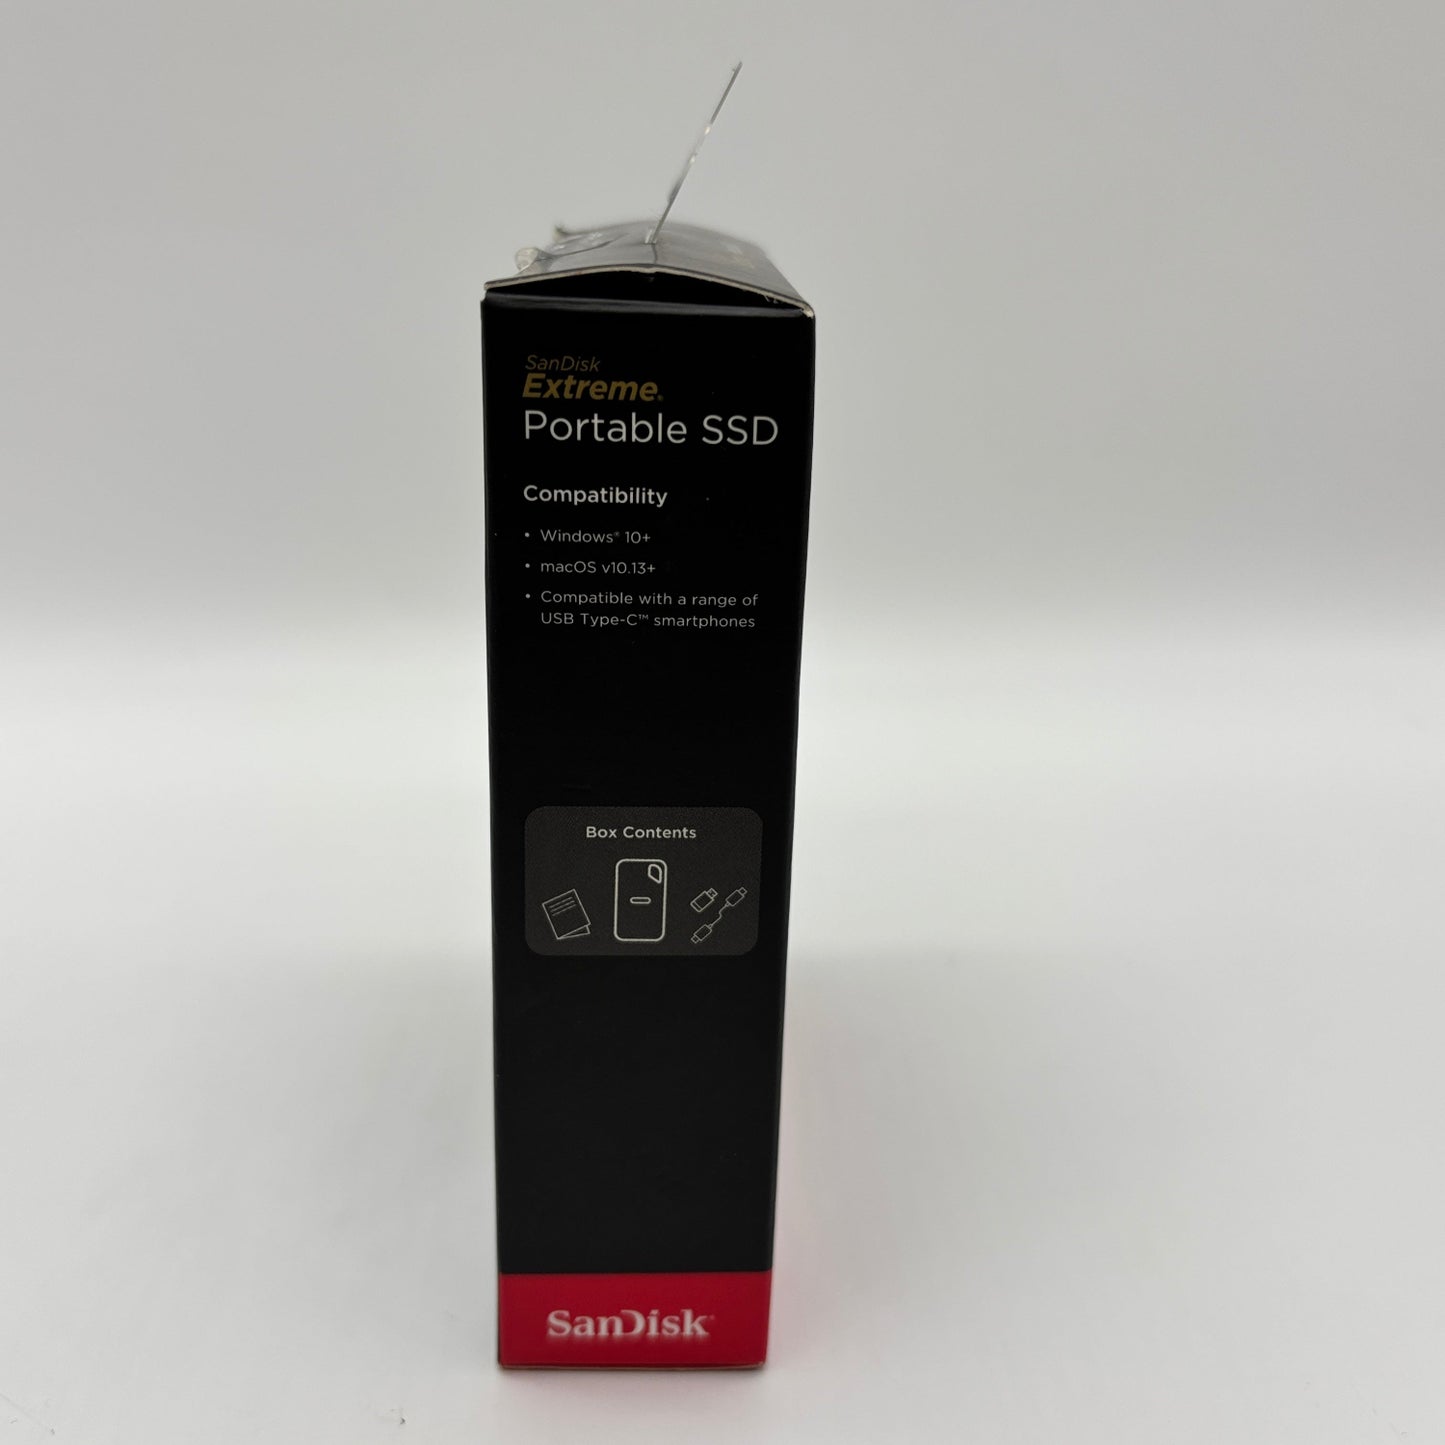 SanDisk
Extreme®
Portable SSD
Compatibility
• Windows® 10+
• macOS v10.13+
• Compatible with a range of
USB Type-C™ smartphones
Box Contents
SanDisk®